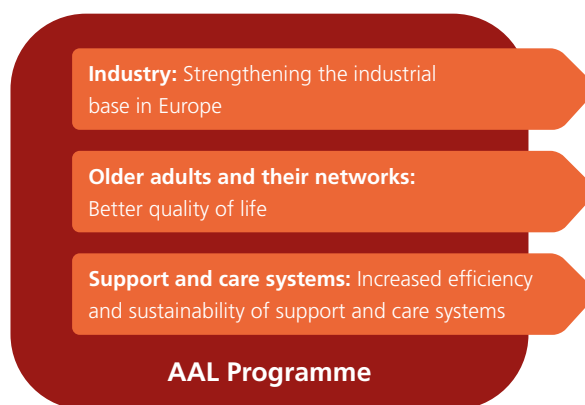 Industry: Strengthening the industrial
base in Europe
Older adults and their networks:
Better quality of life
Support and care systems: Increased efficiency
and sustainability of support and care systems
AAL Programme